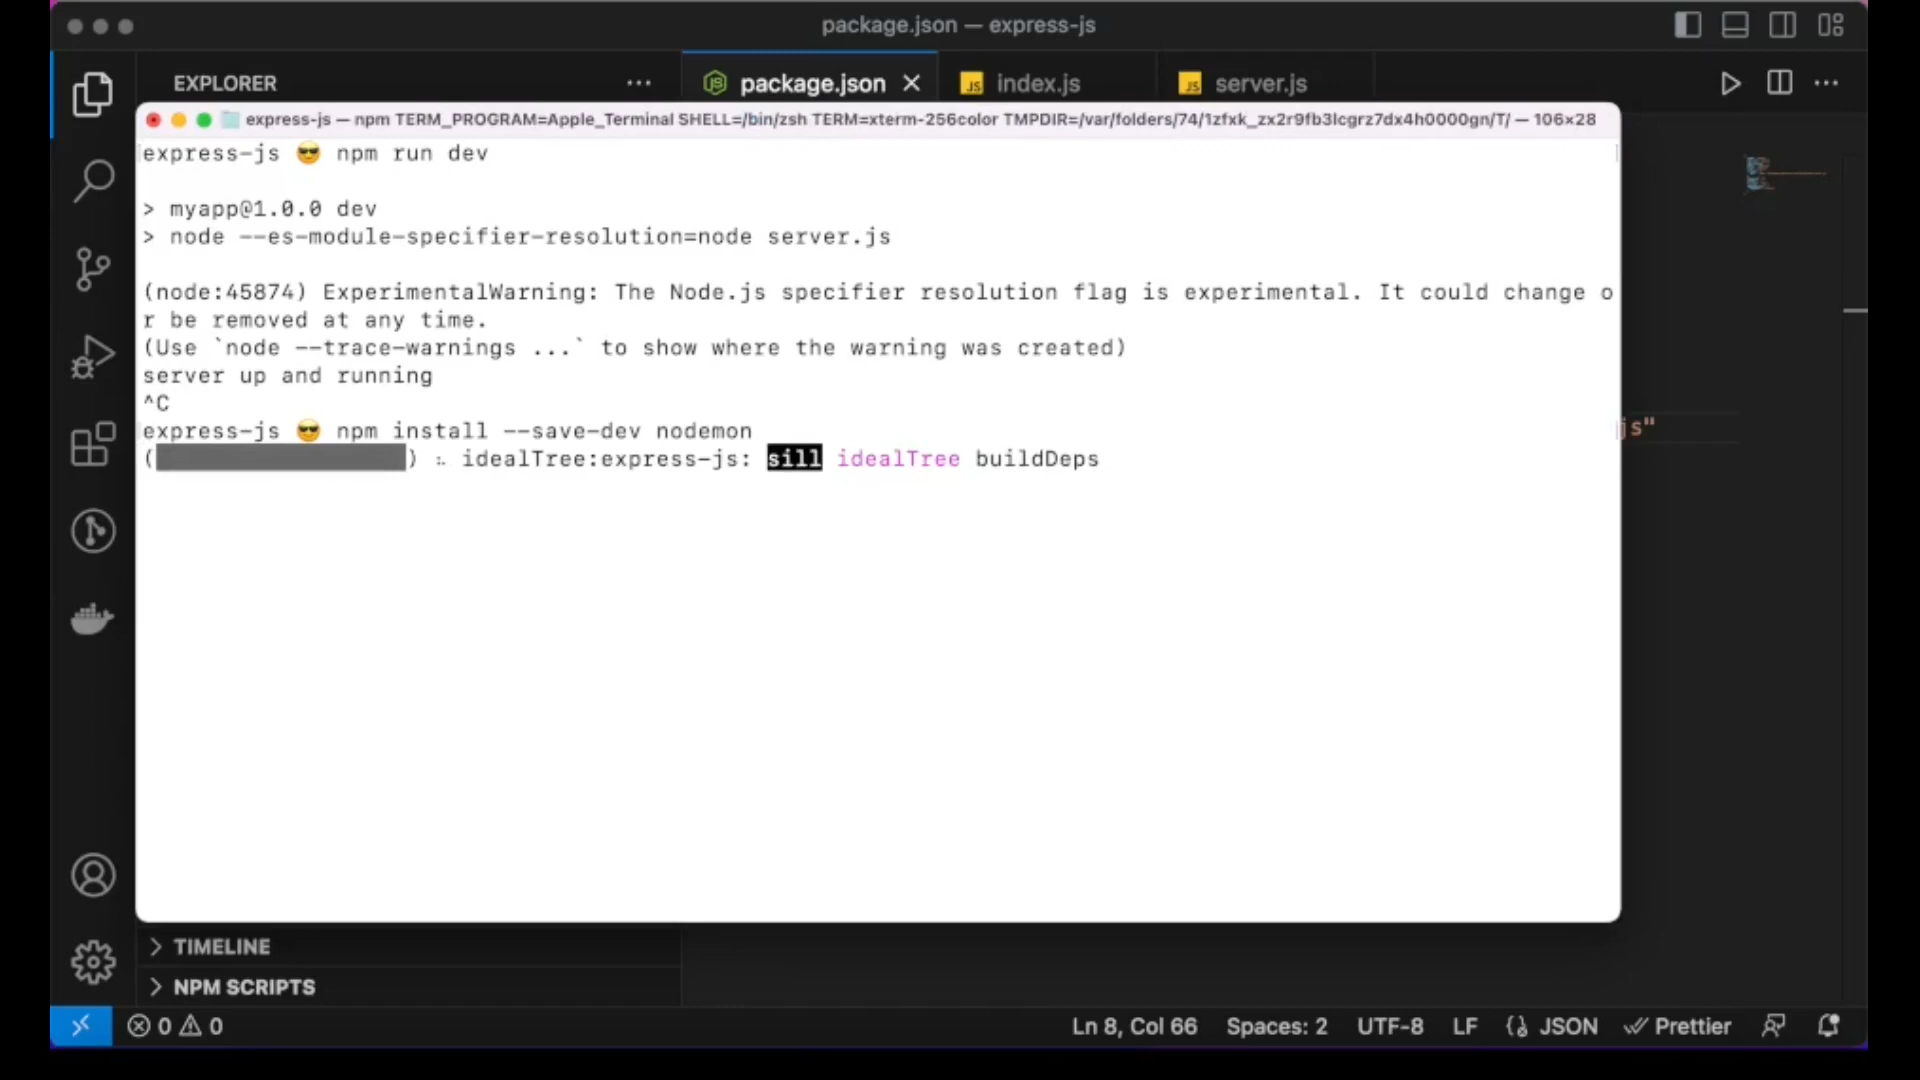 package.json — express-js
EXPLORER
package.json
JS index.js
JS server.js
express-js — npm TERM_PROGRAM=Apple_Terminal SHELL=/bin/zsh TERM=xterm-256color TMPDIR=/var/folders/74/1zfxk_zx2r9fb3lcgrz7dx4h0000gn/T/ — 106×28
express-js 😎 npm run dev
> myapp@1.0.0 dev
> node --es-module-specifier-resolution=node server.js
(node:45874) ExperimentalWarning: The Node.js specifier resolution flag is experimental. It could change o
r be removed at any time.
(Use `node --trace-warnings ...` to show where the warning was created)
server up and running
^C
express-js 😎 npm install --save-dev nodemon
js"
( ) ⠦ idealTree:express-js: sill idealTree buildDeps
TIMELINE
NPM SCRIPTS
0 0
Ln 8, Col 66 Spaces: 2 UTF-8 LF JSON Prettier